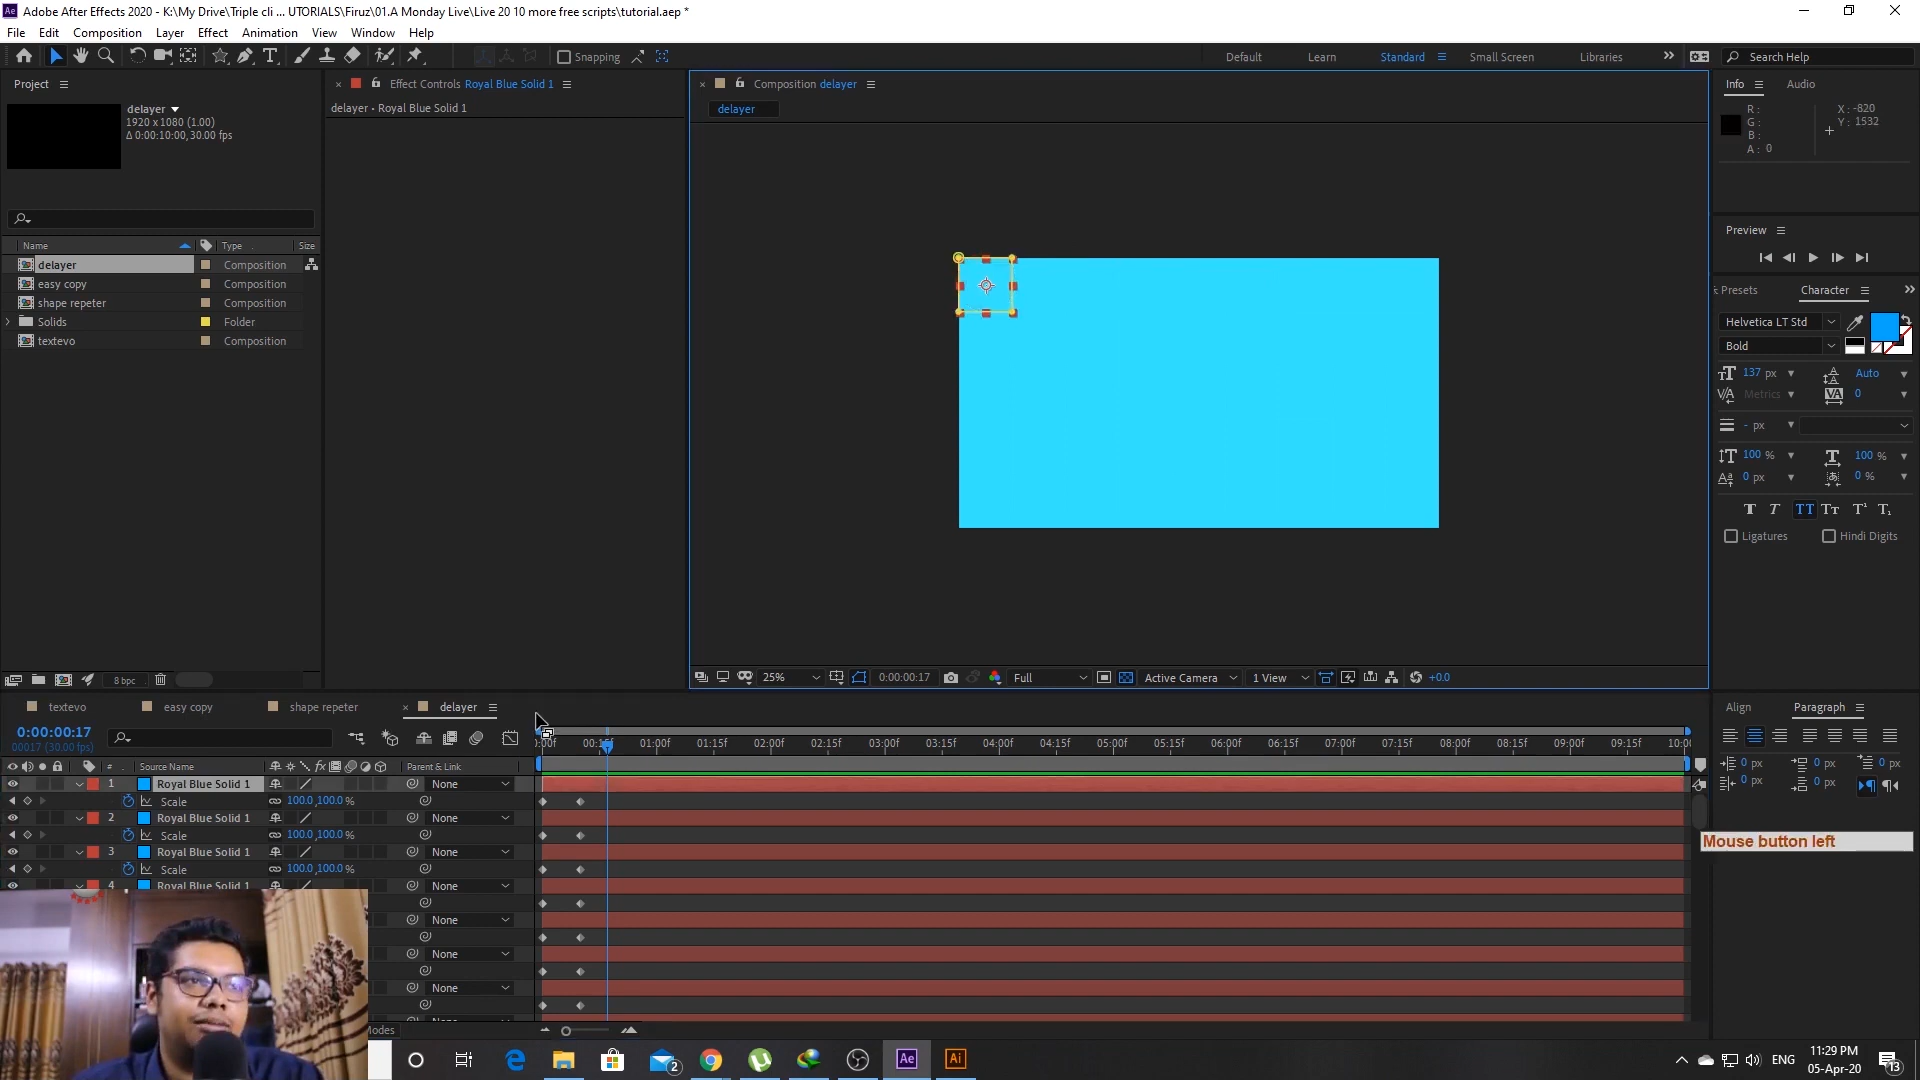 Adobe After Effects 2020 - K:\My Drive\Triple cli ... UTORIALS\Firuz\01.A Monday Live\Live 20 10 more free scripts\tutorial.aep *
File Edit Composition Layer Effect Animation View Window Help
Snapping
Default Learn Standard Small Screen Libraries
Search Help
Project
Effect Controls Royal Blue Solid 1
Composition delayer
Info Audio
delayer
1920 x 1080 (1.00)
Δ 0:00:10:00, 30.00 fps
delayer • Royal Blue Solid 1
delayer
R :
G :
B :
A : 0
X : -820
Y : 1532
Preview
Name Type Size
delayer Composition
easy copy Composition
shape repeter Composition
Solids Folder
textevo Composition
Presets Character
Helvetica LT Std
Bold
137 px Auto
Metrics VA 0
- px
100 % 100 %
0 px 0 %
Ligatures Hindi Digits
8 bpc
25% 0:00:00:17 Full Active Camera 1 View +0.0
textevo easy copy shape repeter delayer
Align Paragraph
0:00:00:17
00017 (30.00 fps)
00:15f 01:00f 01:15f 02:00f 02:15f 03:00f 03:15f 04:00f 04:15f 05:00f 05:15f 06:00f 06:15f 07:00f 07:15f 08:00f 08:15f 09:00f 09:15f
# Source Name Parent & Link
1 Royal Blue Solid 1 None
Scale 100.0,100.0 %
2 Royal Blue Solid 1 None
Scale 100.0,100.0 %
3 Royal Blue Solid 1 None
Scale 100.0,100.0 %
4 Royal Blue Solid 1 None
None
None
None
0 px 0 px 0 px
0 px 0 px
Mouse button left
Modes
2
Ae Ai
ENG
11:29 PM
05-Apr-20
13